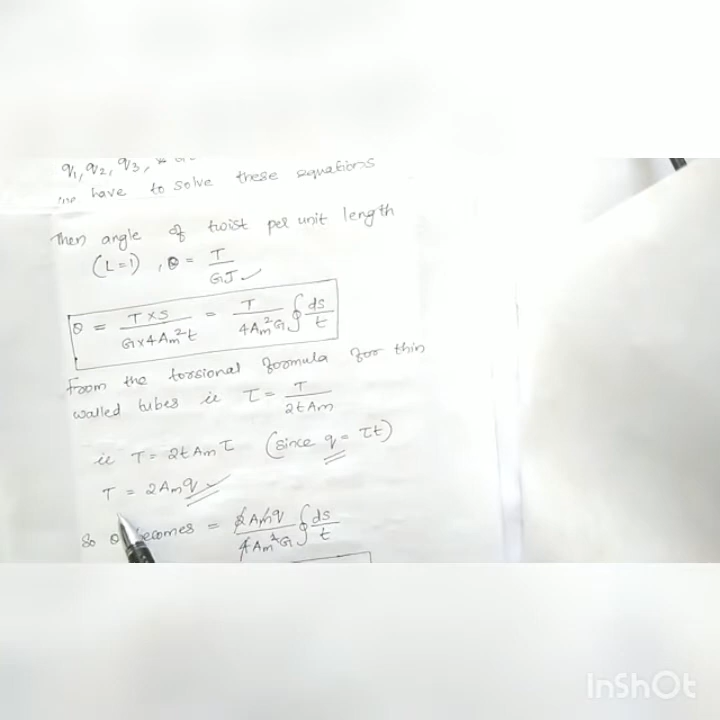 q₁, q₂, q₃,
we have to solve these equations
Then angle of twist per unit length
(L=1), θ = T/GJ ✓
θ = T×S/G×4Am²t = T/4Am²G ∮ ds/t
From the torsional formula for thin
walled tubes ie τ = T/2tAm
ie T = 2tAmτ (since q = τt)
T = 2Amq ✓
So θ becomes = 2Amq/4Am²G ∮ ds/t
InShOt